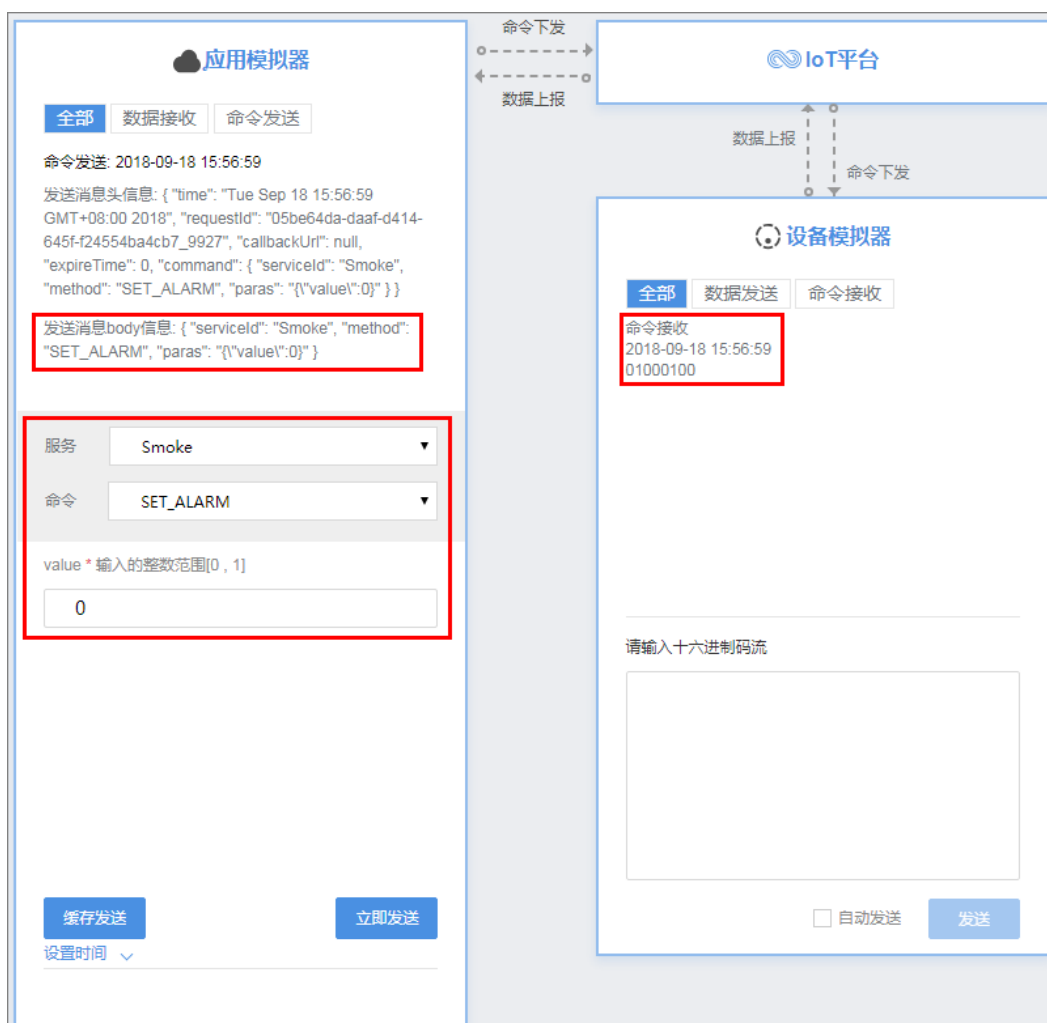 应用模拟器
全部 数据接收 命令发送
命令发送: 2018-09-18 15:56:59
发送消息头信息: { "time": "Tue Sep 18 15:56:59
GMT+08:00 2018", "requestId": "05be64da-daaf-d414-
645f-f24554ba4cb7_9927", "callbackUrl": null,
"expireTime": 0, "command": { "serviceId": "Smoke",
"method": "SET_ALARM", "paras": "{\"value\":0}" } }
发送消息body信息: { "serviceId": "Smoke", "method":
"SET_ALARM", "paras": "{\"value\":0}" }
服务 Smoke
命令 SET_ALARM
value * 输入的整数范围[0 , 1]
0
缓存发送 立即发送
设置时间
命令下发
数据上报
IoT平台
数据上报
命令下发
设备模拟器
全部 数据发送 命令接收
命令接收
2018-09-18 15:56:59
01000100
请输入十六进制码流
自动发送 发送